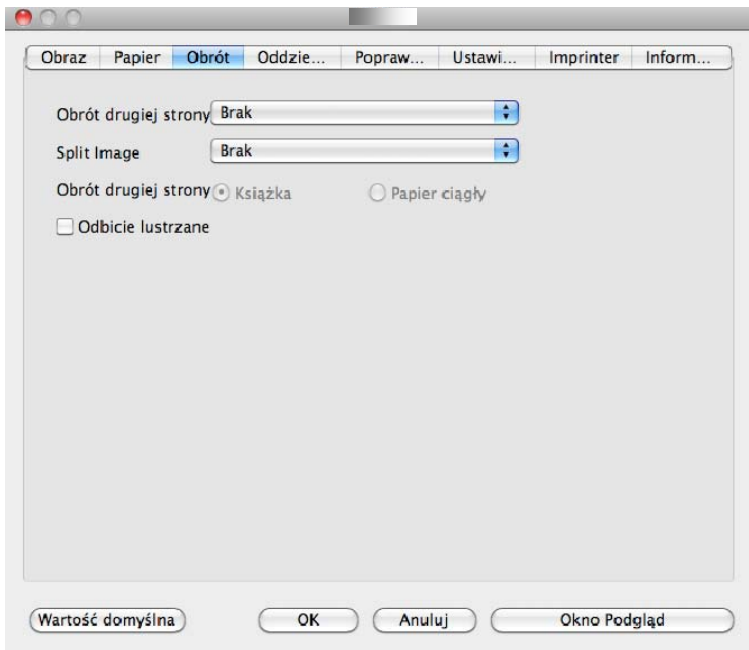 Obraz Papier Obrót Oddzie... Popraw... Ustawi... Imprinter Inform...
Obrót drugiej strony Brak
Split Image Brak
Obrót drugiej strony Książka Papier ciągły
Odbicie lustrzane
Wartość domyślna OK Anuluj Okno Podgląd